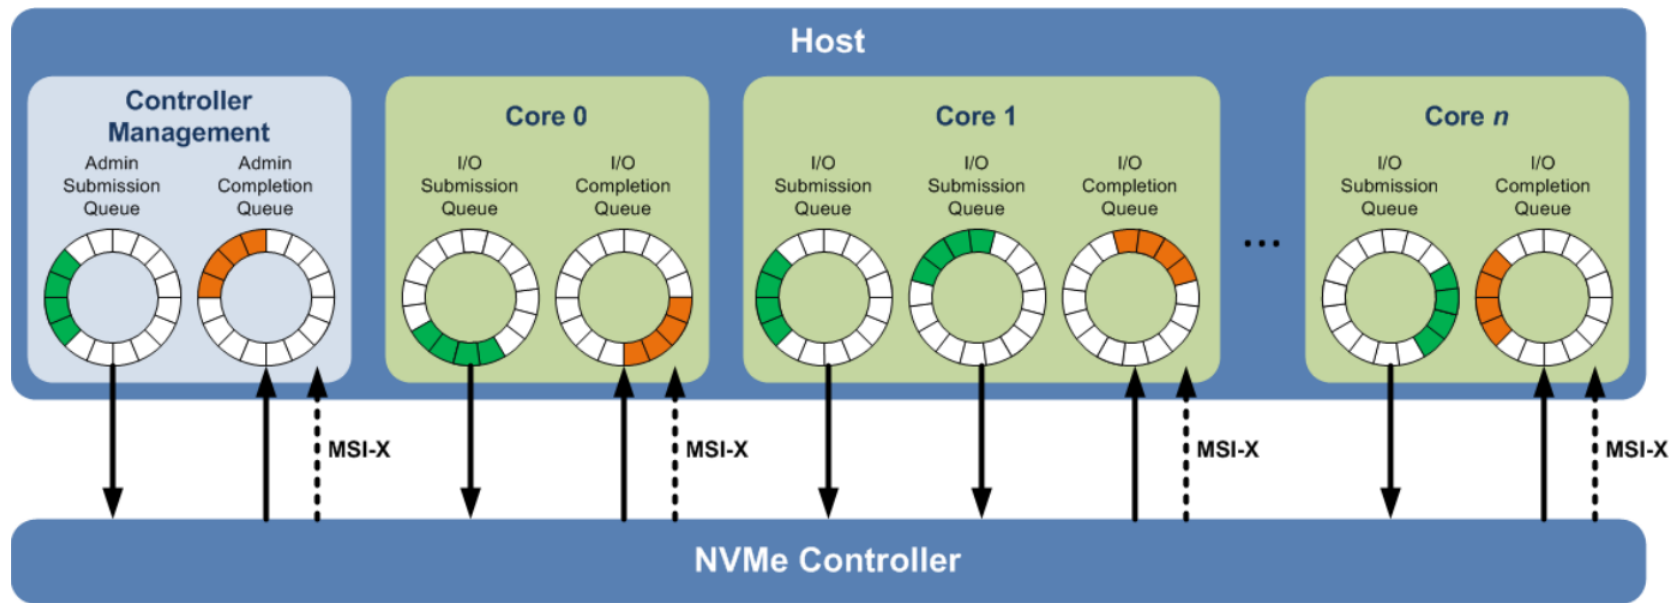 Host
Controller
Management
Admin
Submission
Queue
Admin
Completion
Queue
Core 0
I/O
Submission
Queue
I/O
Completion
Queue
Core 1
I/O
Submission
Queue
I/O
Submission
Queue
I/O
Completion
Queue
...
Core n
I/O
Submission
Queue
I/O
Completion
Queue
MSI-X
MSI-X
MSI-X
MSI-X
NVMe Controller